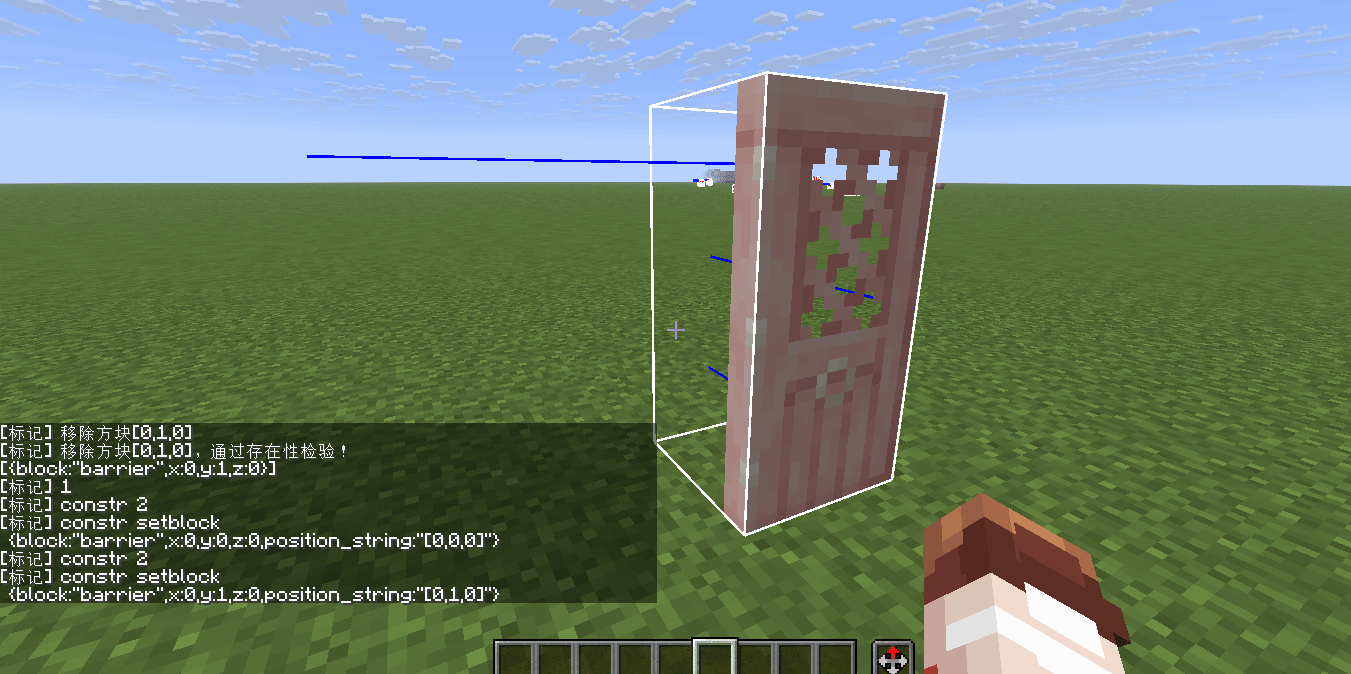 [标记] 移除方块[0,1,0]
[标记] 移除方块[0,1,0], 通过存在性检验!
[{block:"barrier",x:0,y:1,z:0}]
[标记] 1
[标记] constr 2
[标记] constr setblock
{block:"barrier",x:0,y:0,z:0,position_string:"[0,0,0]"}
[标记] constr 2
[标记] constr setblock
{block:"barrier",x:0,y:1,z:0,position_string:"[0,1,0]"}